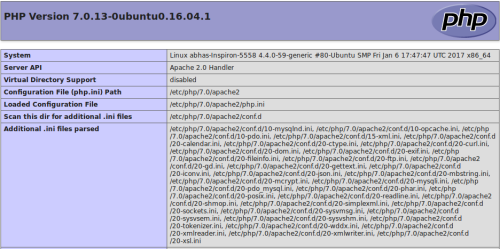 PHP Version 7.0.13-0ubuntu0.16.04.1
php
System Linux abhas-Inspiron-5558 4.4.0-59-generic #80-Ubuntu SMP Fri Jan 6 17:47:47 UTC 2017 x86_64
Server API Apache 2.0 Handler
Virtual Directory Support disabled
Configuration File (php.ini) Path /etc/php/7.0/apache2
Loaded Configuration File /etc/php/7.0/apache2/php.ini
Scan this dir for additional .ini files /etc/php/7.0/apache2/conf.d
Additional .ini files parsed /etc/php/7.0/apache2/conf.d/10-mysqlnd.ini, /etc/php/7.0/apache2/conf.d/10-opcache.ini, /etc/php
/7.0/apache2/conf.d/10-pdo.ini, /etc/php/7.0/apache2/conf.d/15-xml.ini, /etc/php/7.0/apache2/conf.d
/20-calendar.ini, /etc/php/7.0/apache2/conf.d/20-ctype.ini, /etc/php/7.0/apache2/conf.d/20-curl.ini,
/etc/php/7.0/apache2/conf.d/20-dom.ini, /etc/php/7.0/apache2/conf.d/20-exif.ini, /etc/php/7.0/apache2
/conf.d/20-fileinfo.ini, /etc/php/7.0/apache2/conf.d/20-ftp.ini, /etc/php/7.0/apache2
/conf.d/20-gd.ini, /etc/php/7.0/apache2/conf.d/20-gettext.ini, /etc/php/7.0/apache2/conf.d
/20-iconv.ini, /etc/php/7.0/apache2/conf.d/20-json.ini, /etc/php/7.0/apache2/conf.d/20-mbstring.ini,
/etc/php/7.0/apache2/conf.d/20-mcrypt.ini, /etc/php/7.0/apache2/conf.d/20-mysqli.ini, /etc/php/7.0
/apache2/conf.d/20-pdo_mysql.ini, /etc/php/7.0/apache2/conf.d/20-phar.ini, /etc/php
/7.0/apache2/conf.d/20-posix.ini, /etc/php/7.0/apache2/conf.d/20-readline.ini, /etc/php/7.0/apache2
/conf.d/20-shmop.ini, /etc/php/7.0/apache2/conf.d/20-simplexml.ini, /etc/php/7.0/apache2/conf.d
/20-sockets.ini, /etc/php/7.0/apache2/conf.d/20-sysvmsg.ini, /etc/php/7.0/apache2/conf.d
/20-sysvsem.ini, /etc/php/7.0/apache2/conf.d/20-sysvshm.ini, /etc/php/7.0/apache2/conf.d
/20-tokenizer.ini, /etc/php/7.0/apache2/conf.d/20-wddx.ini, /etc/php/7.0/apache2/conf.d
/20-xmlreader.ini, /etc/php/7.0/apache2/conf.d/20-xmlwriter.ini, /etc/php/7.0/apache2/conf.d
/20-xsl.ini